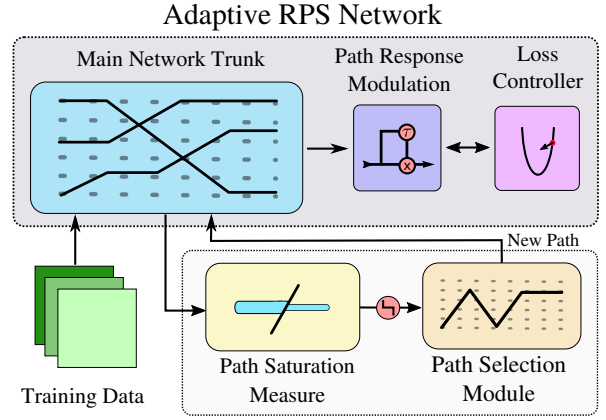 Adaptive RPS Network
Main Network Trunk
Path Response
Modulation
Loss
Controller
τ
x
New Path
Training Data
Path Saturation
Measure
Path Selection
Module